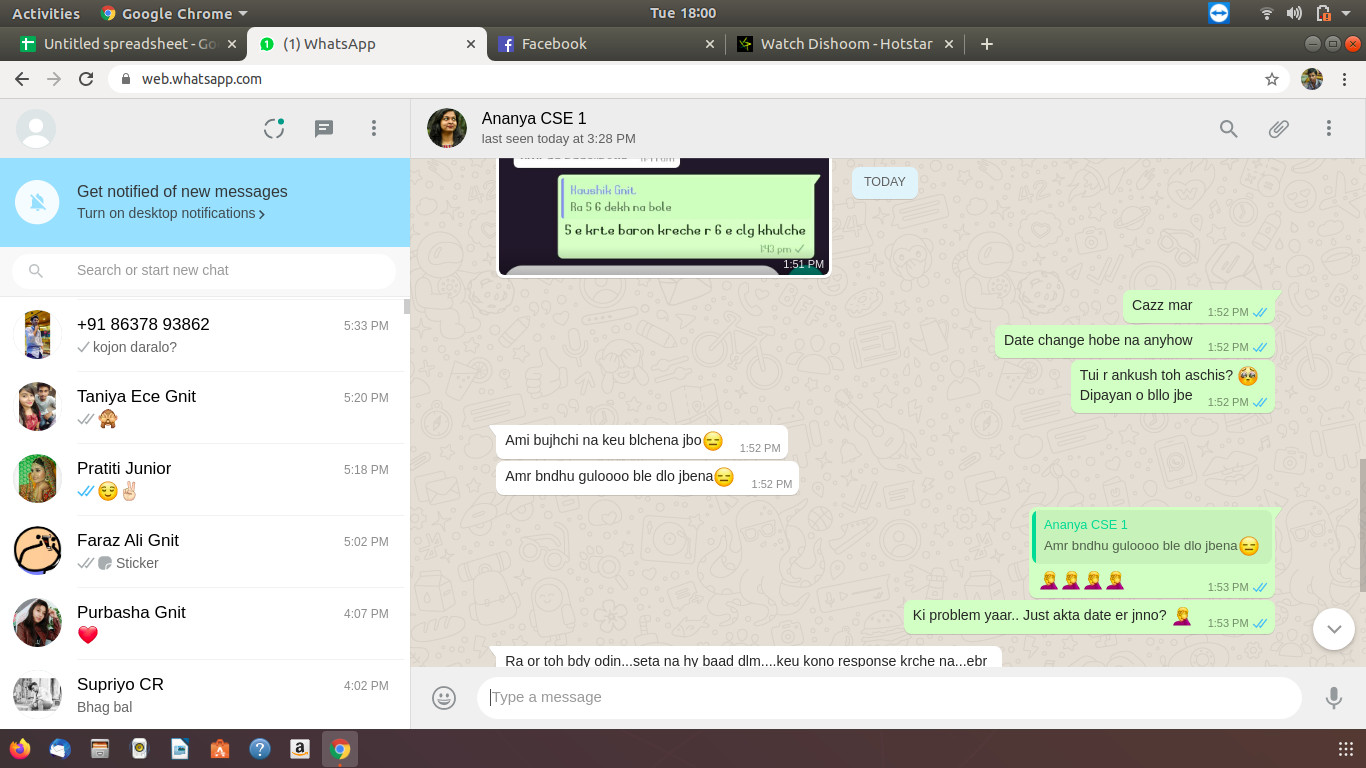 Activities
Google Chrome
Tue 18:00
Untitled spreadsheet - Go
(1) WhatsApp
Facebook
Watch Dishoom - Hotstar
web.whatsapp.com
Get notified of new messages
Turn on desktop notifications
Search or start new chat
+91 86378 93862
5:33 PM
kojon daralo?
Taniya Ece Gnit
5:20 PM
🙈
Pratiti Junior
5:18 PM
😌✌🏻
Faraz Ali Gnit
5:02 PM
Sticker
Purbasha Gnit
4:07 PM
❤️
Supriyo CR
4:02 PM
Bhag bal
Ananya CSE 1
last seen today at 3:28 PM
TODAY
Haushik Gnit.
Ra 5 6 dekh na bole
5 e krte baron kreche r 6 e clg khulche
1:43 pm
1:51 PM
Cazz mar
1:52 PM
Date change hobe na anyhow
1:52 PM
Tui r ankush toh aschis? 🥺
Dipayan o bllo jbe
1:52 PM
Ami bujhchi na keu blchena jbo😑
1:52 PM
Amr bndhu guloooo ble dlo jbena😑
1:52 PM
Ananya CSE 1
Amr bndhu guloooo ble dlo jbena😑
🤦‍♀️🤦‍♀️🤦‍♀️🤦‍♀️
1:53 PM
Ki problem yaar.. Just akta date er jnno? 🤦‍♀️
1:53 PM
Ra or toh bdy odin...seta na hy baad dlm....keu kono response krche na...ebr
Type a message